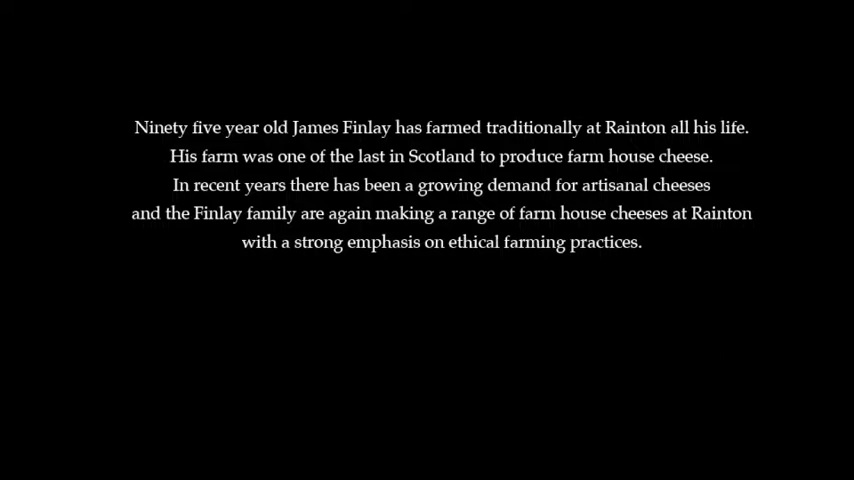 Ninety five year old James Finlay has farmed traditionally at Rainton all his life.
His farm was one of the last in Scotland to produce farm house cheese.
In recent years there has been a growing demand for artisanal cheeses
and the Finlay family are again making a range of farm house cheeses at Rainton
with a strong emphasis on ethical farming practices.